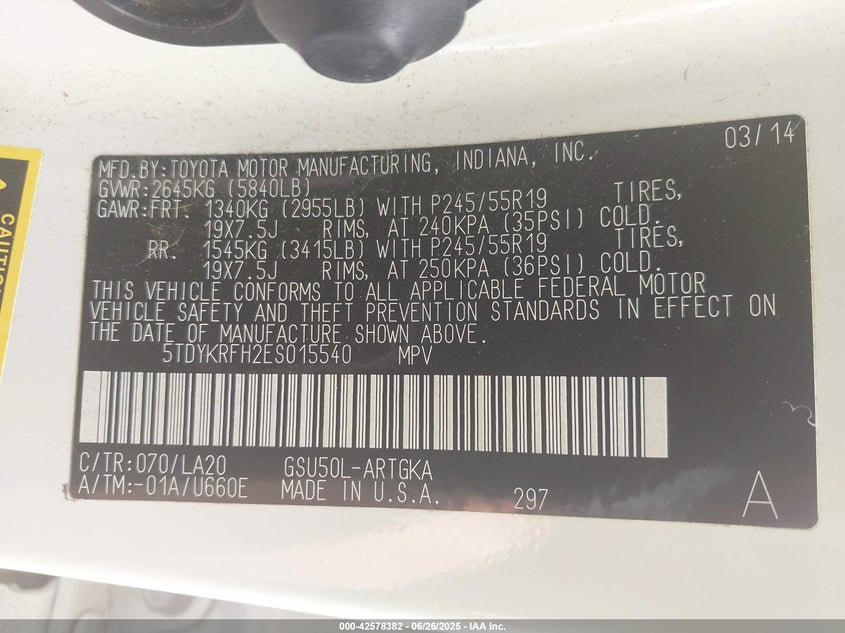 03/14
MFD.BY:TOYOTA MOTOR MANUFACTURING, INDIANA, INC.
GVWR:2645KG (5840LB)
GAWR:FRT. 1340KG (2955LB) WITH P245/55R19 TIRES,
19X7.5J RIMS, AT 240KPA (35PSI) COLD.
RR. 1545KG (3415LB) WITH P245/55R19 TIRES,
19X7.5J RIMS, AT 250KPA (36PSI) COLD.
THIS VEHICLE CONFORMS TO ALL APPLICABLE FEDERAL MOTOR
VEHICLE SAFETY AND THEFT PREVENTION STANDARDS IN EFFECT ON
THE DATE OF MANUFACTURE SHOWN ABOVE.
5TDYKRFH2ES015540 MPV
C/TR:070/LA20 GSU50L-ARTGKA
A/TM:-01A/U660E MADE IN U.S.A. 297 A
000-42578382 - 06/26/2025 - IAA Inc.